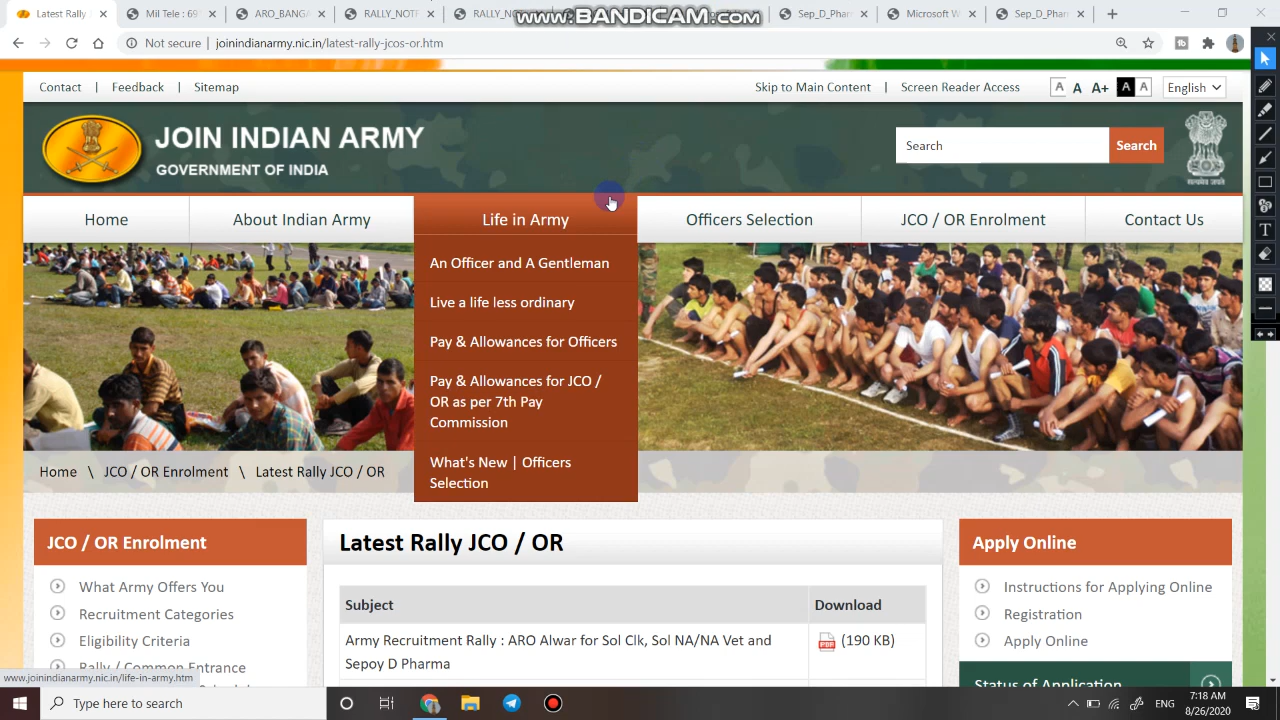 Latest Rally
Mil Tele : 69
ARO_BANGA
RALLY_NOTE
Sep_D_Pharm
Microsoft W
Sep_D_Pharm
www.BANDICAM.com
Not secure | joinindianarmy.nic.in/latest-rally-jcos-or.htm
Contact | Feedback | Sitemap
Skip to Main Content | Screen Reader Access
A A A+ A A
English
JOIN INDIAN ARMY
GOVERNMENT OF INDIA
Search
Search
Home
About Indian Army
Life in Army
Officers Selection
JCO / OR Enrolment
Contact Us
An Officer and A Gentleman
Live a life less ordinary
Pay & Allowances for Officers
Pay & Allowances for JCO /
OR as per 7th Pay
Commission
What's New | Officers
Selection
Home \ JCO / OR Enrolment \ Latest Rally JCO / OR
JCO / OR Enrolment
What Army Offers You
Recruitment Categories
Eligibility Criteria
Rally / Common Entrance
Latest Rally JCO / OR
Subject
Download
Army Recruitment Rally : ARO Alwar for Sol Clk, Sol NA/NA Vet and
Sepoy D Pharma
(190 KB)
Apply Online
Instructions for Applying Online
Registration
Apply Online
Status of Application
www.joinindianarmy.nic.in/life-in-army.htm
Type here to search
ENG
7:18 AM
8/26/2020